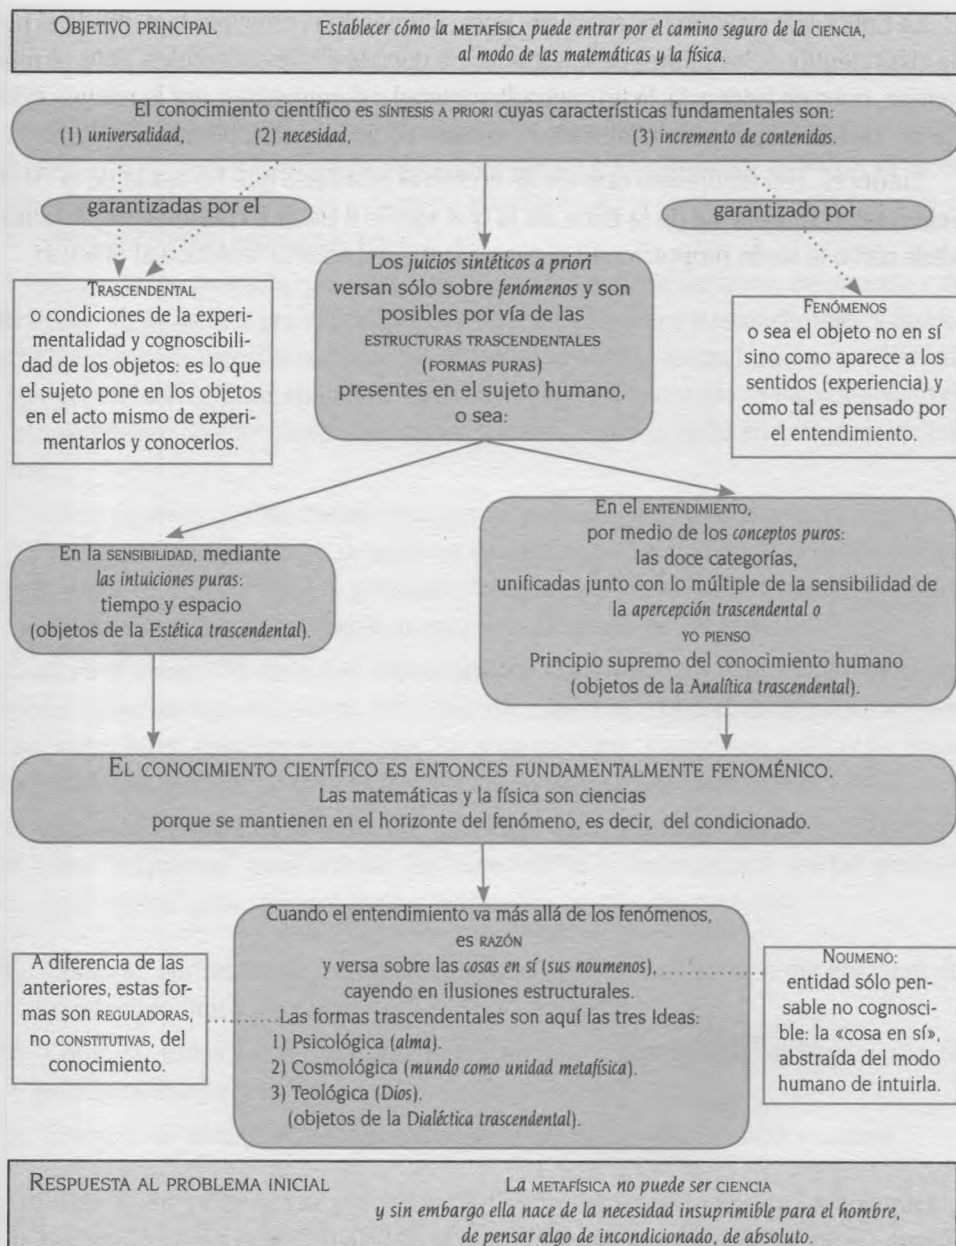 OBJETIVO PRINCIPAL Establecer cómo la METAFÍSICA puede entrar por el camino seguro de la CIENCIA,
al modo de las matemáticas y la física.
El conocimiento científico es SÍNTESIS A PRIORI cuyas características fundamentales son:
(1) universalidad, (2) necesidad, (3) incremento de contenidos.
garantizadas por el
garantizado por
TRASCENDENTAL
o condiciones de la experi-
mentalidad y cognoscibili-
dad de los objetos: es lo que
el sujeto pone en los objetos
en el acto mismo de experi-
mentarlos y conocerlos.
Los juicios sintéticos a priori
versan sólo sobre fenómenos y son
posibles por vía de las
ESTRUCTURAS TRASCENDENTALES
(FORMAS PURAS)
presentes en el sujeto humano,
o sea:
FENÓMENOS
o sea el objeto no en sí
sino como aparece a los
sentidos (experiencia) y
como tal es pensado por
el entendimiento.
En la SENSIBILIDAD, mediante
las intuiciones puras:
tiempo y espacio
(objetos de la Estética trascendental).
En el ENTENDIMIENTO,
por medio de los conceptos puros:
las doce categorías,
unificadas junto con lo múltiple de la sensibilidad de
la apercepción trascendental o
YO PIENSO
Principio supremo del conocimiento humano
(objetos de la Analítica trascendental).
EL CONOCIMIENTO CIENTÍFICO ES ENTONCES FUNDAMENTALMENTE FENOMÉNICO.
Las matemáticas y la física son ciencias
porque se mantienen en el horizonte del fenómeno, es decir, del condicionado.
A diferencia de las
anteriores, estas for-
mas son REGULADORAS,
no CONSTITUTIVAS, del
conocimiento.
Cuando el entendimiento va más allá de los fenómenos,
es RAZÓN
y versa sobre las cosas en sí (sus noumenos),
cayendo en ilusiones estructurales.
Las formas trascendentales son aquí las tres Ideas:
1) Psicológica (alma).
2) Cosmológica (mundo como unidad metafísica).
3) Teológica (Dios).
(objetos de la Dialéctica trascendental).
NOUMENO:
entidad sólo pen-
sable no cognosci-
ble: la «cosa en sí»,
abstraída del modo
humano de intuirla.
RESPUESTA AL PROBLEMA INICIAL La METAFÍSICA no puede ser CIENCIA
y sin embargo ella nace de la necesidad insuprimible para el hombre,
de pensar algo de incondicionado, de absoluto.